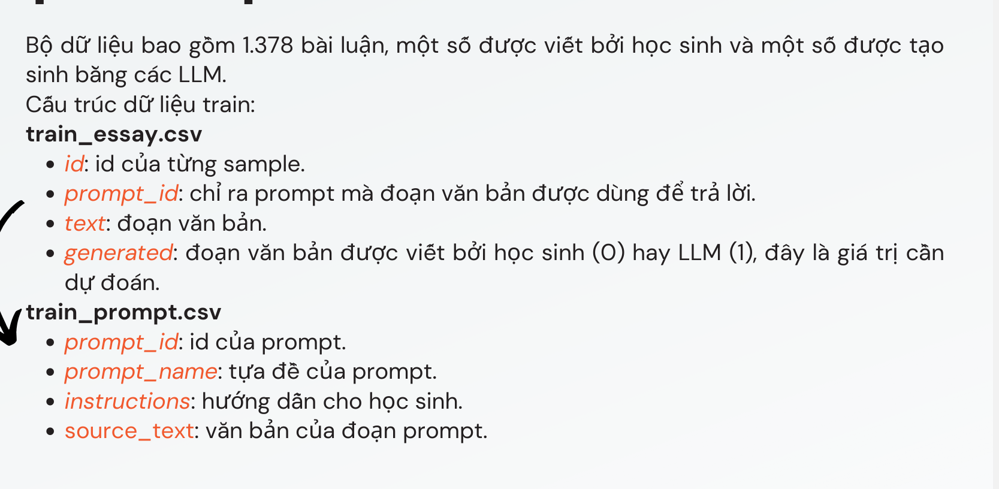 Bộ dữ liệu bao gồm 1.378 bài luận, một số được viết bởi học sinh và một số được tạo
sinh bằng các LLM.
Cấu trúc dữ liệu train:
train_essay.csv
• id: id của từng sample.
• prompt_id: chỉ ra prompt mà đoạn văn bản được dùng để trả lời.
• text: đoạn văn bản.
• generated: đoạn văn bản được viết bởi học sinh (0) hay LLM (1), đây là giá trị cần
dự đoán.
train_prompt.csv
• prompt_id: id của prompt.
• prompt_name: tựa đề của prompt.
• instructions: hướng dẫn cho học sinh.
• source_text: văn bản của đoạn prompt.